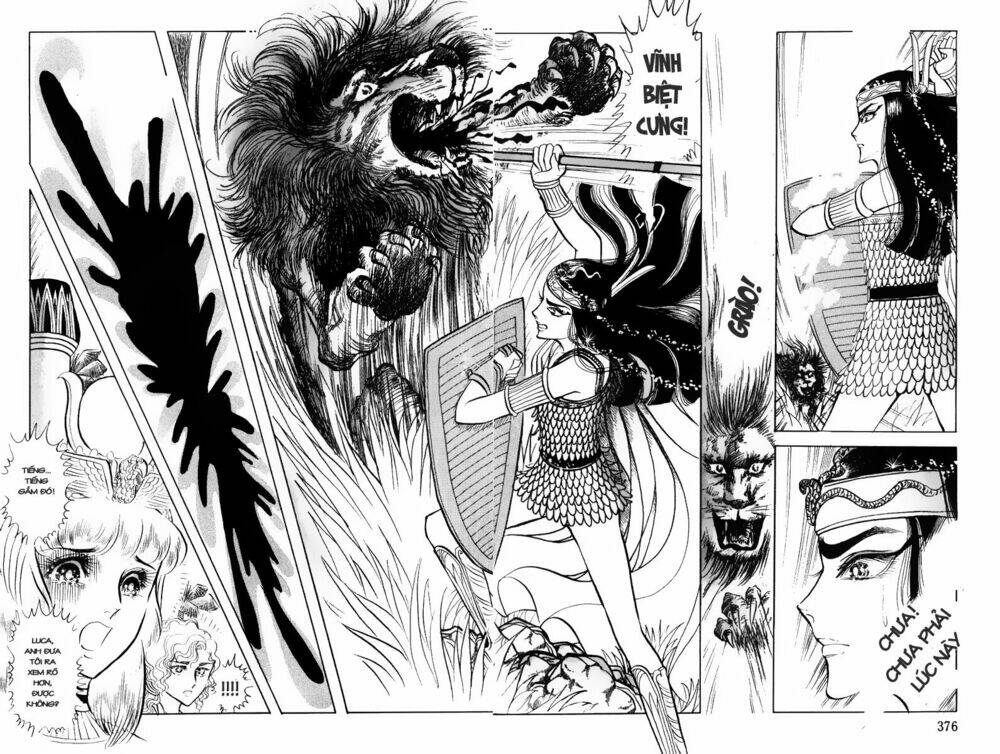 CHƯA!
CHƯA PHẢI
LÚC NÀY
GRÀO!
VĨNH
BIỆT
CƯNG!
TIẾNG...
TIẾNG
GẦM ĐÓ!
LUCA,
ANH ĐƯA
TÔI RA
XEM RÕ
HƠN,
ĐƯỢC
KHÔNG?
!!!!
376